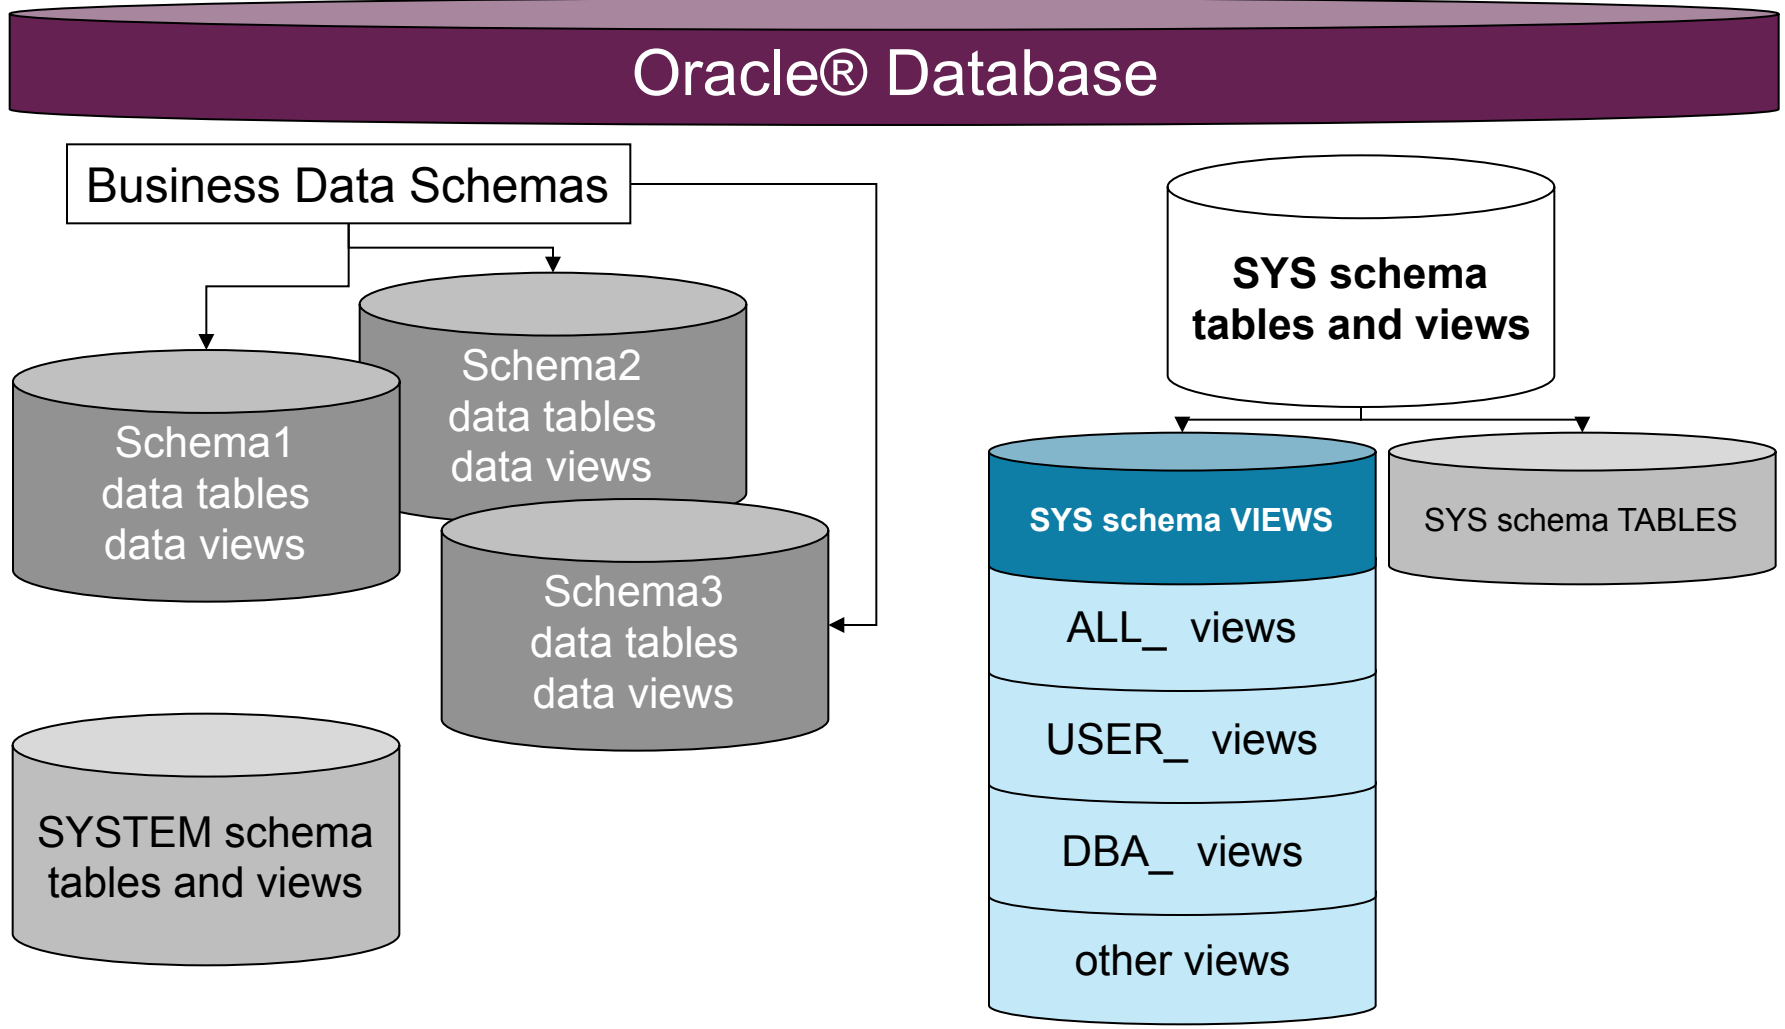 Oracle® Database
Business Data Schemas
Schema1
data tables
data views
Schema2
data tables
data views
Schema3
data tables
data views
SYSTEM schema
tables and views
SYS schema
tables and views
SYS schema VIEWS
ALL_ views
USER_ views
DBA_ views
other views
SYS schema TABLES